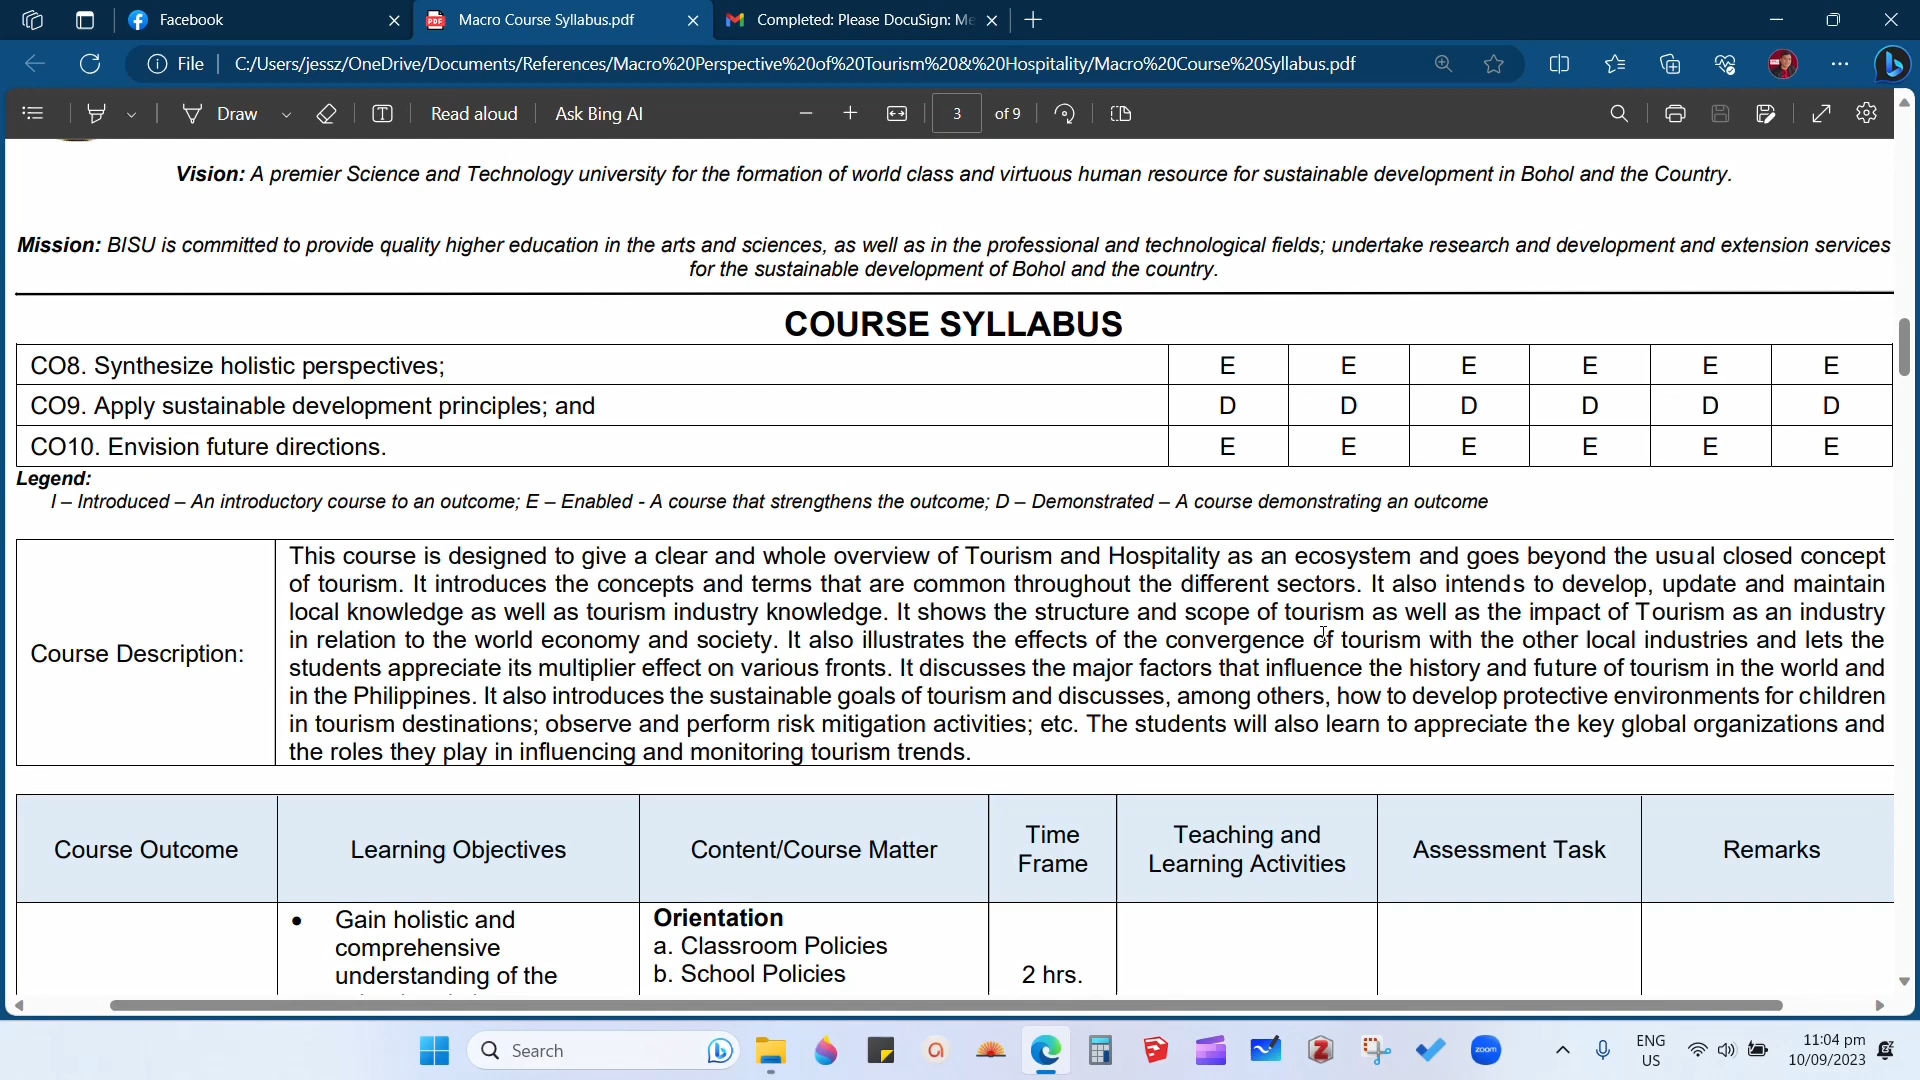 Facebook
Macro Course Syllabus.pdf
Completed: Please DocuSign: Me
File
C:/Users/jessz/OneDrive/Documents/References/Macro%20Perspective%20of%20Tourism%20&%20Hospitality/Macro%20Course%20Syllabus.pdf
Draw
Read aloud
Ask Bing AI
3 of 9
Vision: A premier Science and Technology university for the formation of world class and virtuous human resource for sustainable development in Bohol and the Country.
Mission: BISU is committed to provide quality higher education in the arts and sciences, as well as in the professional and technological fields; undertake research and development and extension services
for the sustainable development of Bohol and the country.
COURSE SYLLABUS
CO8. Synthesize holistic perspectives; E E E E E E
CO9. Apply sustainable development principles; and D D D D D D
CO10. Envision future directions. E E E E E E
Legend:
I – Introduced – An introductory course to an outcome; E – Enabled - A course that strengthens the outcome; D – Demonstrated – A course demonstrating an outcome
Course Description:
This course is designed to give a clear and whole overview of Tourism and Hospitality as an ecosystem and goes beyond the usual closed concept
of tourism. It introduces the concepts and terms that are common throughout the different sectors. It also intends to develop, update and maintain
local knowledge as well as tourism industry knowledge. It shows the structure and scope of tourism as well as the impact of Tourism as an industry
in relation to the world economy and society. It also illustrates the effects of the convergence of tourism with the other local industries and lets the
students appreciate its multiplier effect on various fronts. It discusses the major factors that influence the history and future of tourism in the world and
in the Philippines. It also introduces the sustainable goals of tourism and discusses, among others, how to develop protective environments for children
in tourism destinations; observe and perform risk mitigation activities; etc. The students will also learn to appreciate the key global organizations and
the roles they play in influencing and monitoring tourism trends.
Course Outcome
Learning Objectives
Content/Course Matter
Time
Frame
Teaching and
Learning Activities
Assessment Task
Remarks
• Gain holistic and
comprehensive
understanding of the
Orientation
a. Classroom Policies
b. School Policies
2 hrs.
Search
zoom
ENG
US
11:04 pm
10/09/2023